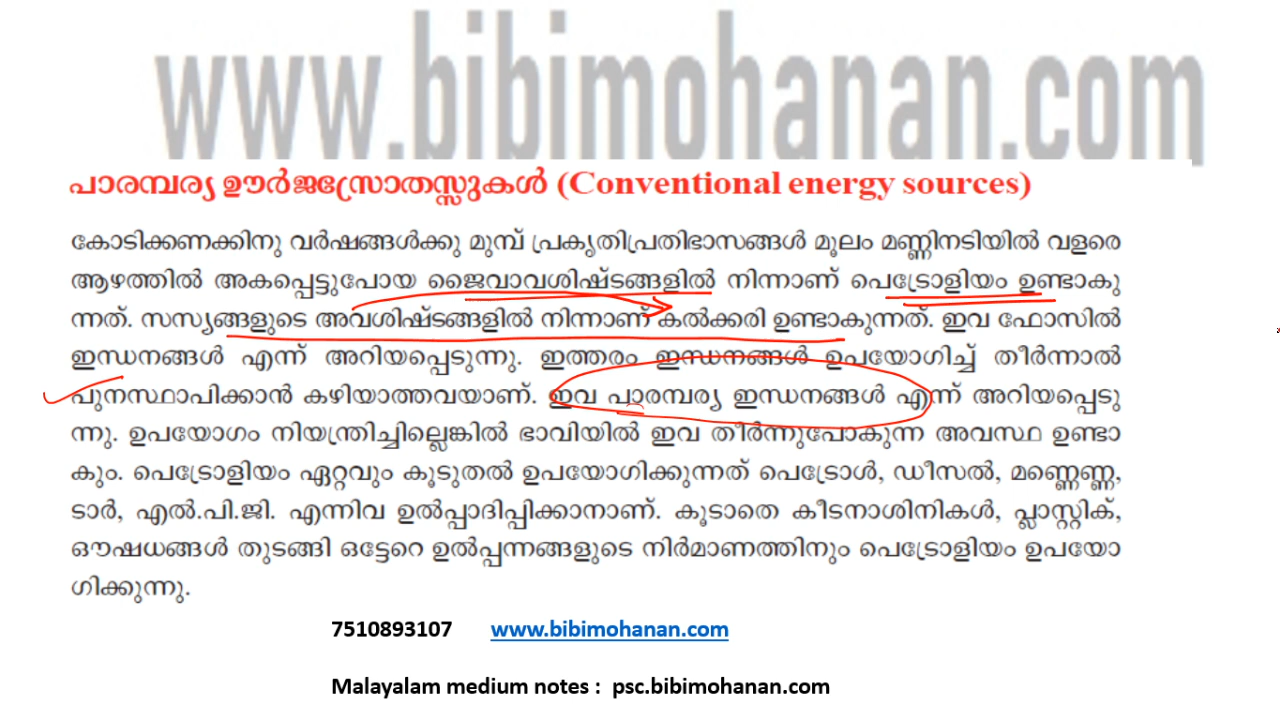 www.bibimohanan.com
പാരമ്പര്യ ഊർജസ്രോതസ്സുകൾ (Conventional energy sources)
കോടിക്കണക്കിനു വർഷങ്ങൾക്കു മുമ്പ് പ്രകൃതിപ്രതിഭാസങ്ങൾ മൂലം മണ്ണിനടിയിൽ വളരെ
ആഴത്തിൽ അകപ്പെട്ടുപോയ ജൈവാവശിഷ്ടങ്ങളിൽ നിന്നാണ് പെട്രോളിയം ഉണ്ടാകു
ന്നത്. സസ്യങ്ങളുടെ അവശിഷ്ടങ്ങളിൽ നിന്നാണ് കൽക്കരി ഉണ്ടാകുന്നത്. ഇവ ഫോസിൽ
ഇന്ധനങ്ങൾ എന്ന് അറിയപ്പെടുന്നു. ഇത്തരം ഇന്ധനങ്ങൾ ഉപയോഗിച്ച് തീർന്നാൽ
പുനസ്ഥാപിക്കാൻ കഴിയാത്തവയാണ്. ഇവ പാരമ്പര്യ ഇന്ധനങ്ങൾ എന്ന് അറിയപ്പെടു
ന്നു. ഉപയോഗം നിയന്ത്രിച്ചില്ലെങ്കിൽ ഭാവിയിൽ ഇവ തീർന്നുപോകുന്ന അവസ്ഥ ഉണ്ടാ
കും. പെട്രോളിയം ഏറ്റവും കൂടുതൽ ഉപയോഗിക്കുന്നത് പെട്രോൾ, ഡീസൽ, മണ്ണെണ്ണ,
ടാർ, എൽ.പി.ജി. എന്നിവ ഉൽപ്പാദിപ്പിക്കാനാണ്. കൂടാതെ കീടനാശിനികൾ, പ്ലാസ്റ്റിക്,
ഔഷധങ്ങൾ തുടങ്ങി ഒട്ടേറെ ഉൽപ്പന്നങ്ങളുടെ നിർമാണത്തിനും പെട്രോളിയം ഉപയോ
ഗിക്കുന്നു.
7510893107 www.bibimohanan.com
Malayalam medium notes : psc.bibimohanan.com